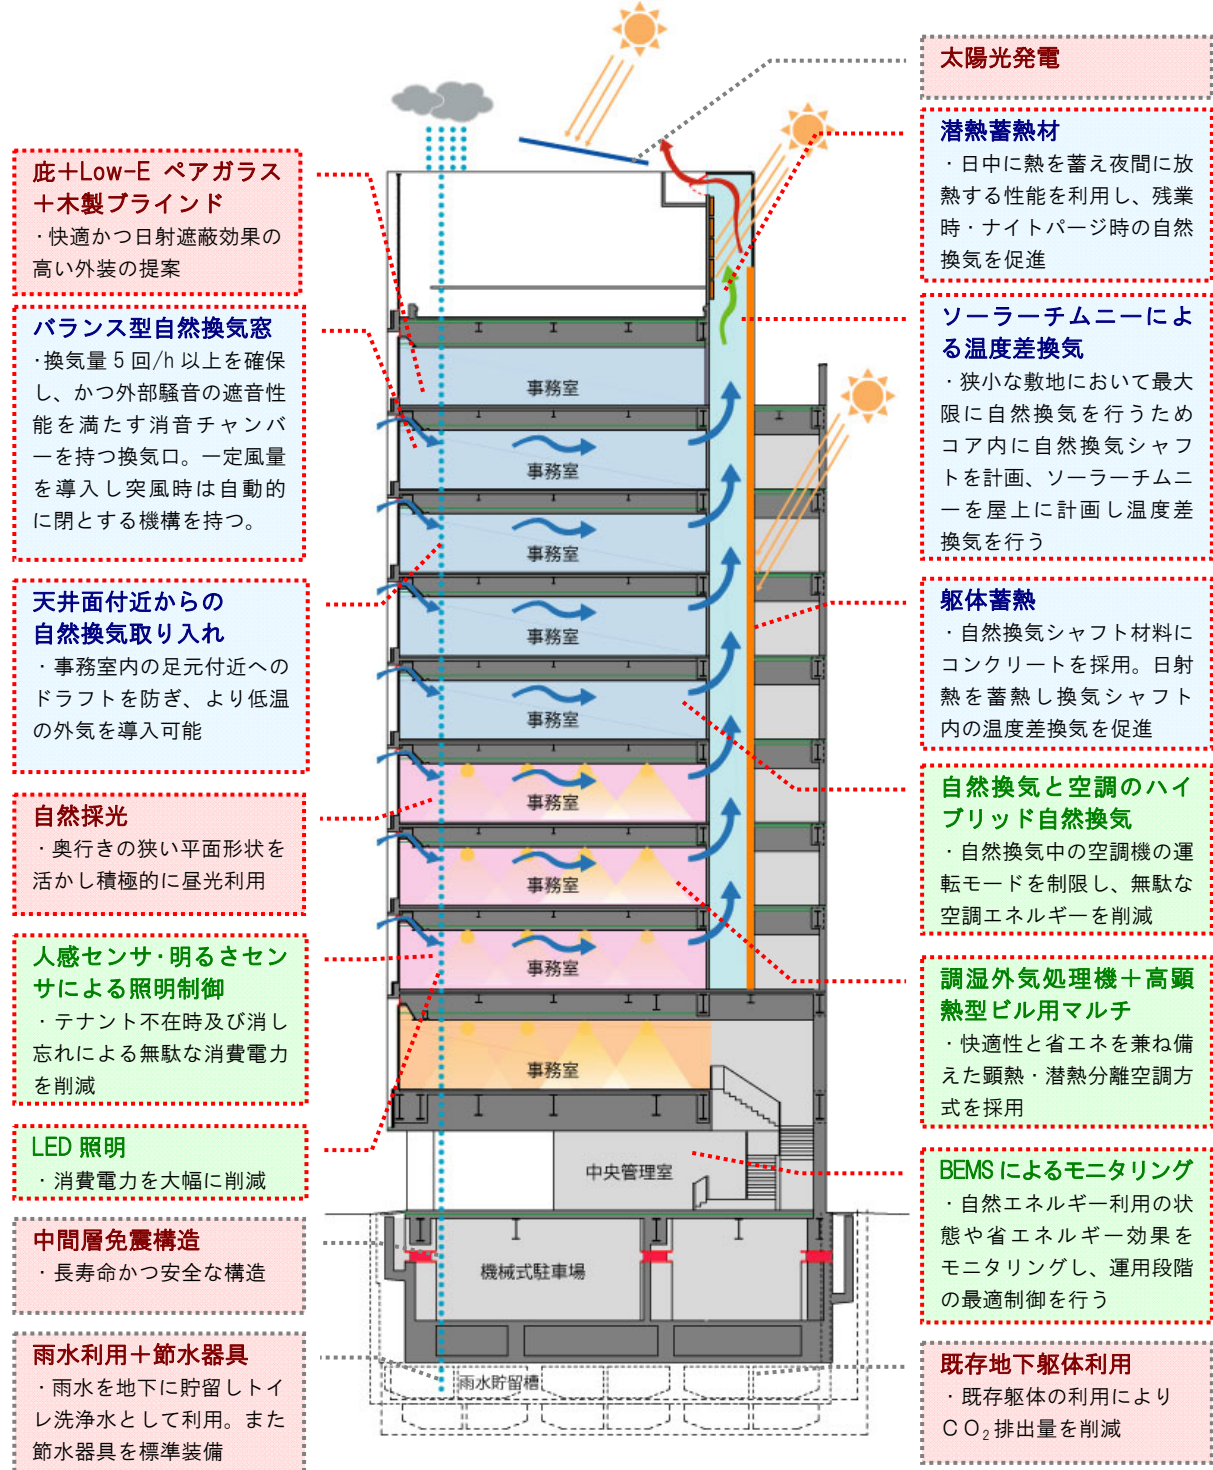 庇＋Low-E ペアガラス
＋木製ブラインド
・快適かつ日射遮蔽効果の
高い外装の提案
バランス型自然換気窓
・換気量５回/h 以上を確保
し、かつ外部騒音の遮音性
能を満たす消音チャンバ
ーを持つ換気口。一定風量
を導入し突風時は自動的
に閉とする機構を持つ。
天井面付近からの
自然換気取り入れ
・事務室内の足元付近への
ドラフトを防ぎ、より低温
の外気を導入可能
自然採光
・奥行きの狭い平面形状を
活かし積極的に昼光利用
人感センサ・明るさセン
サによる照明制御
・テナント不在時及び消し
忘れによる無駄な消費電力
を削減
LED 照明
・消費電力を大幅に削減
中間層免震構造
・長寿命かつ安全な構造
雨水利用＋節水器具
・雨水を地下に貯留しトイ
レ洗浄水として利用。また
節水器具を標準装備
事務室
事務室
事務室
事務室
事務室
事務室
事務室
事務室
事務室
中央管理室
機械式駐車場
雨水貯留槽
太陽光発電
潜熱蓄熱材
・日中に熱を蓄え夜間に放
熱する性能を利用し、残業
時・ナイトパージ時の自然
換気を促進
ソーラーチムニーによ
る温度差換気
・狭小な敷地において最大
限に自然換気を行うため
コア内に自然換気シャフ
トを計画、ソーラーチムニ
ーを屋上に計画し温度差
換気を行う
躯体蓄熱
・自然換気シャフト材料に
コンクリートを採用。日射
熱を蓄熱し換気シャフト
内の温度差換気を促進
自然換気と空調のハイ
ブリッド自然換気
・自然換気中の空調機の運
転モードを制限し、無駄な
空調エネルギーを削減
調湿外気処理機＋高顕
熱型ビル用マルチ
・快適性と省エネを兼ね備
えた顕熱・潜熱分離空調方
式を採用
BEMS によるモニタリング
・自然エネルギー利用の状
態や省エネルギー効果を
モニタリングし、運用段階
の最適制御を行う
既存地下躯体利用
・既存躯体の利用により
ＣＯ₂排出量を削減